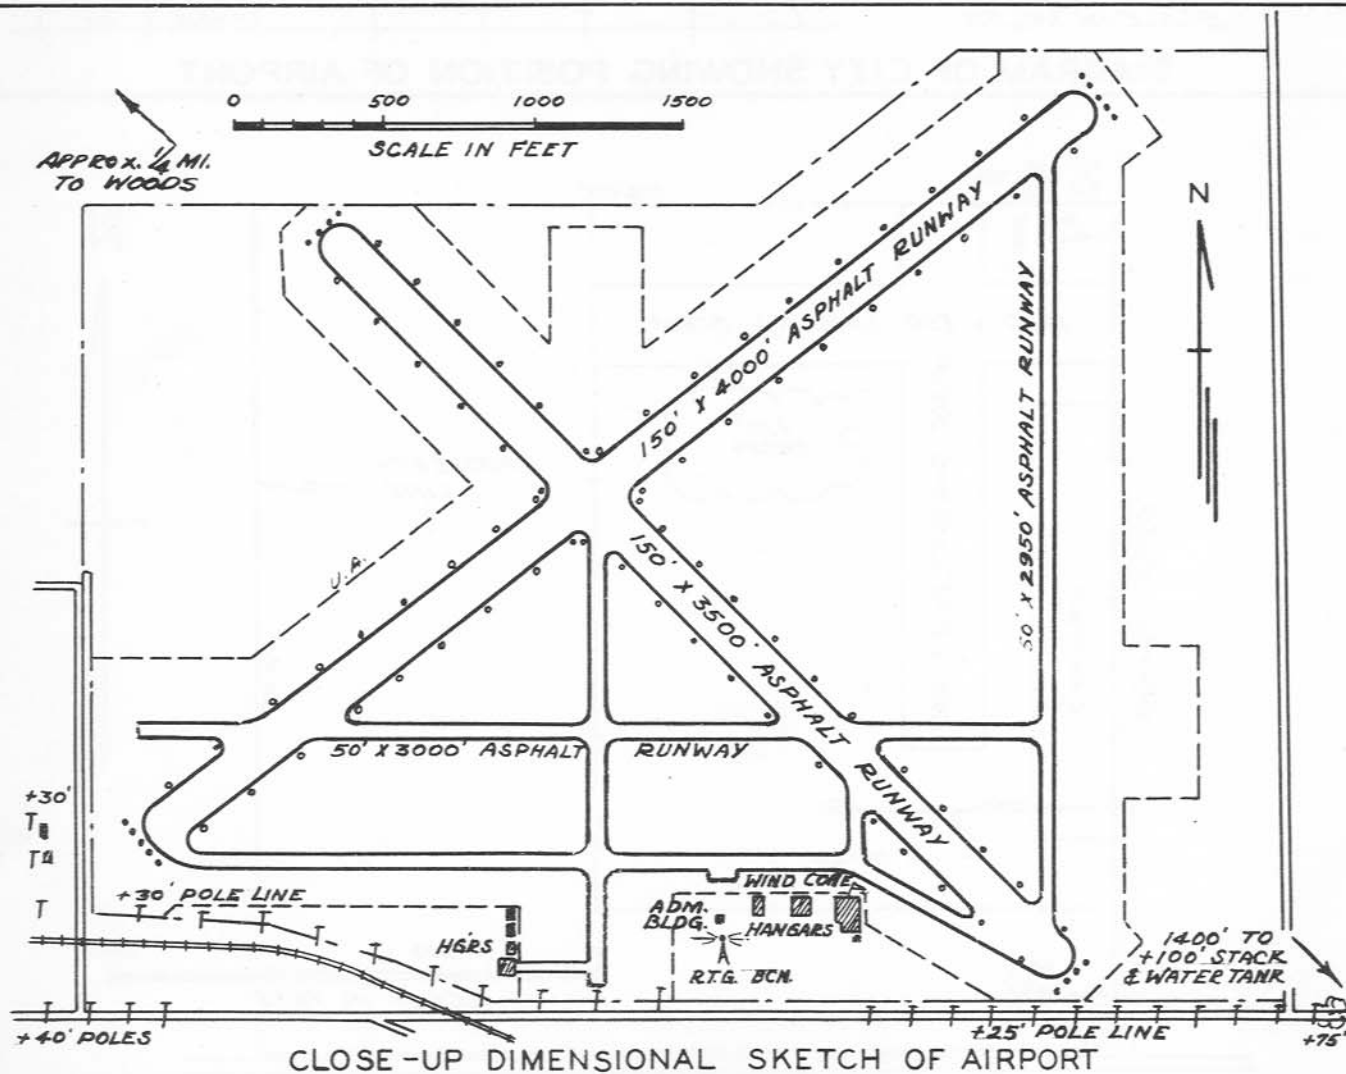 0 500 1000 1500
SCALE IN FEET
APPROX. ¼ MI.
TO WOODS
N
150' X 4000' ASPHALT RUNWAY
50' X 2950' ASPHALT RUNWAY
150' X 3500' ASPHALT RUNWAY
U.A.
50' X 3000' ASPHALT RUNWAY
+30'
T
T
T
+30' POLE LINE
WIND CONE
ADM.
BLDG.
HANGARS
HG'RS
RTG. BCN.
1400' TO
+100' STACK
& WATER TANK
+40' POLES
+25' POLE LINE
+75'
CLOSE-UP DIMENSIONAL SKETCH OF AIRPORT